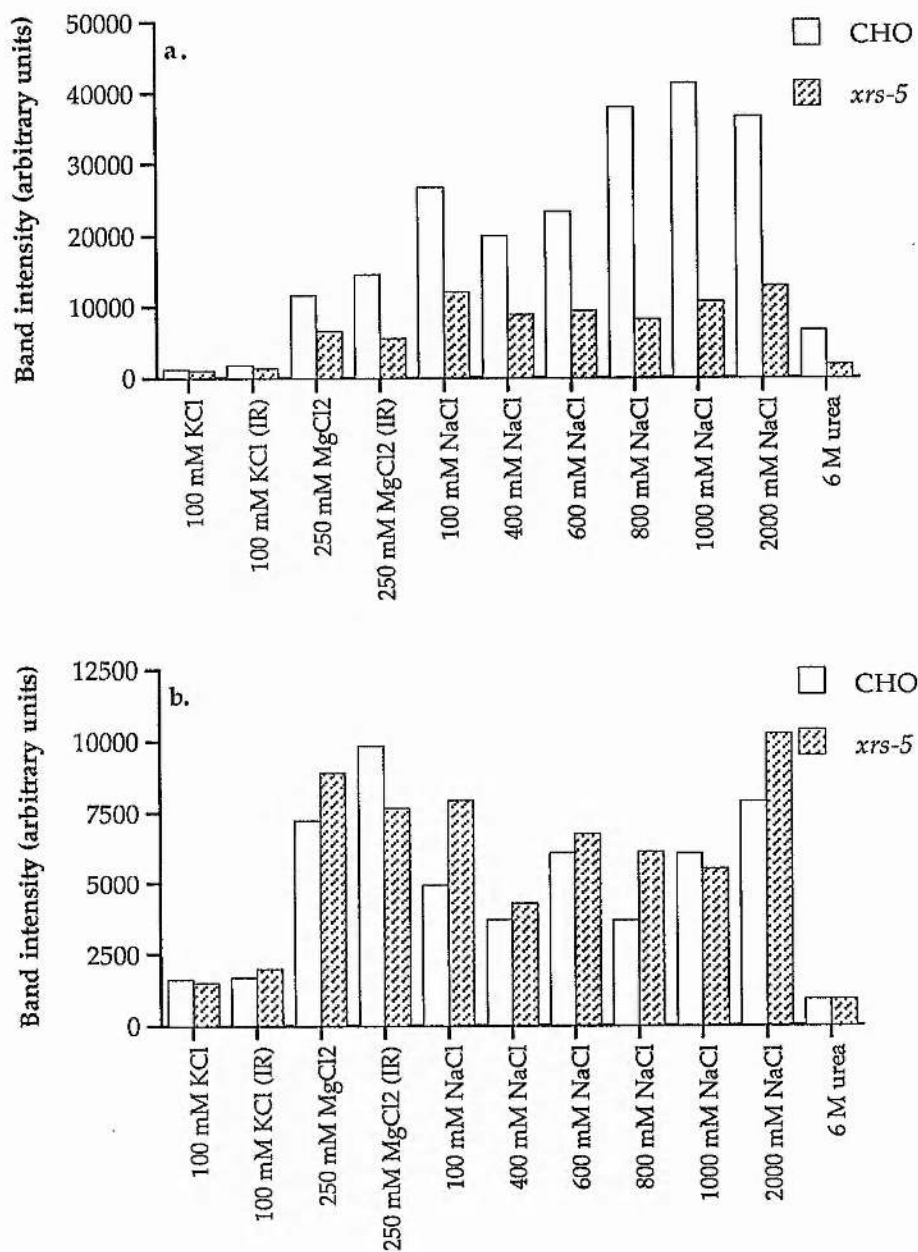 a.
CHO
xrs-5
Band intensity (arbitrary units)
50000
40000
30000
20000
10000
0
100 mM KCl
100 mM KCl (IR)
250 mM MgCl2
250 mM MgCl2 (IR)
100 mM NaCl
400 mM NaCl
600 mM NaCl
800 mM NaCl
1000 mM NaCl
2000 mM NaCl
6 M urea
b.
CHO
xrs-5
Band intensity (arbitrary units)
12500
10000
7500
5000
2500
0
100 mM KCl
100 mM KCl (IR)
250 mM MgCl2
250 mM MgCl2 (IR)
100 mM NaCl
400 mM NaCl
600 mM NaCl
800 mM NaCl
1000 mM NaCl
2000 mM NaCl
6 M urea